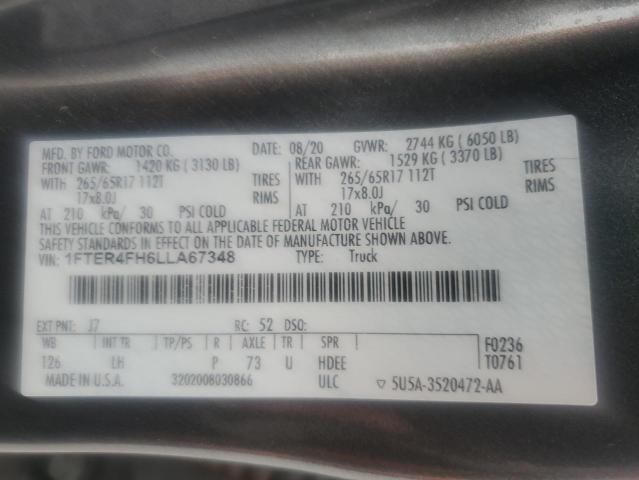 MFD. BY FORD MOTOR CO. DATE: 08/20 GVWR: 2744 KG ( 6050 LB)
FRONT GAWR: 1420 KG ( 3130 LB) REAR GAWR: 1529 KG ( 3370 LB)
WITH 265/65R17 112T TIRES WITH 265/65R17 112T TIRES
17x8.0J RIMS 17x8.0J RIMS
AT 210 kPa/ 30 PSI COLD AT 210 kPa/ 30 PSI COLD
THIS VEHICLE CONFORMS TO ALL APPLICABLE FEDERAL MOTOR VEHICLE
SAFETY STANDARDS IN EFFECT ON THE DATE OF MANUFACTURE SHOWN ABOVE.
VIN: 1FTER4FH6LLA67348 TYPE: Truck
EXT PNT: J7 RC: 52 DSO:
WB INT TR TP/PS R AXLE TR SPR F0236
126 LH P 73 U HDEE T0761
MADE IN U.S.A. 3202008030866 ULC ▽ 5U5A-3520472-AA